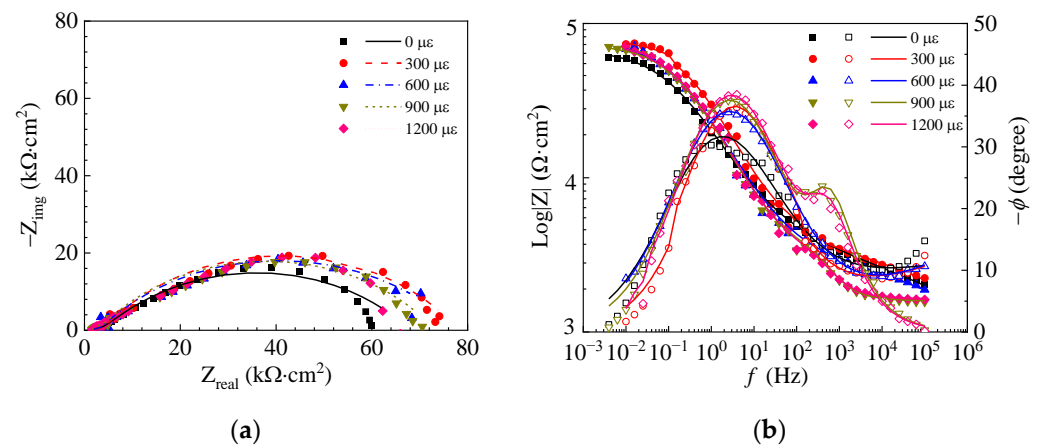 (a)
80
60
40
20
0
0
20
40
60
80
−Z_img (kΩ·cm²)
Z_real (kΩ·cm²)
0 με
300 με
600 με
900 με
1200 με
(b)
5
4
3
Log|Z| (Ω·cm²)
50
40
30
20
10
0
−ϕ (degree)
10⁻³ 10⁻² 10⁻¹ 10⁰ 10¹ 10² 10³ 10⁴ 10⁵ 10⁶
f (Hz)
0 με
300 με
600 με
900 με
1200 με
(a)
(b)